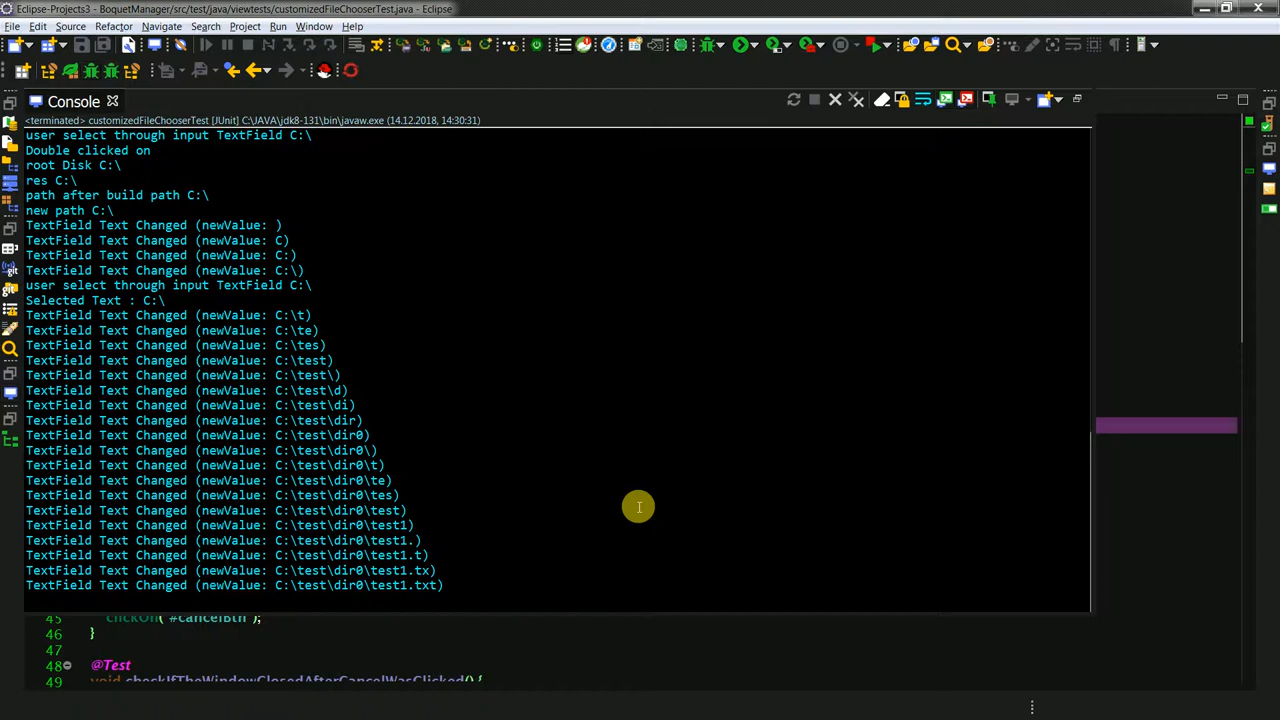 Eclipse-Projects3 - BoquetManager/src/test/java/viewtests/customizedFileChooserTest.java - Eclipse
File Edit Source Refactor Navigate Search Project Run Window Help
Console
<terminated> customizedFileChooserTest [JUnit] C:\JAVA\jdk8-131\bin\javaw.exe (14.12.2018, 14:30:31)
user select through input TextField C:\
Double clicked on
root Disk C:\
res C:\
path after build path C:\
new path C:\
TextField Text Changed (newValue: )
TextField Text Changed (newValue: C)
TextField Text Changed (newValue: C:)
TextField Text Changed (newValue: C:\)
user select through input TextField C:\
Selected Text : C:\
TextField Text Changed (newValue: C:\t)
TextField Text Changed (newValue: C:\te)
TextField Text Changed (newValue: C:\tes)
TextField Text Changed (newValue: C:\test)
TextField Text Changed (newValue: C:\test\)
TextField Text Changed (newValue: C:\test\d)
TextField Text Changed (newValue: C:\test\di)
TextField Text Changed (newValue: C:\test\dir)
TextField Text Changed (newValue: C:\test\dir0)
TextField Text Changed (newValue: C:\test\dir0\)
TextField Text Changed (newValue: C:\test\dir0\t)
TextField Text Changed (newValue: C:\test\dir0\te)
TextField Text Changed (newValue: C:\test\dir0\tes)
TextField Text Changed (newValue: C:\test\dir0\test)
TextField Text Changed (newValue: C:\test\dir0\test1)
TextField Text Changed (newValue: C:\test\dir0\test1.)
TextField Text Changed (newValue: C:\test\dir0\test1.t)
TextField Text Changed (newValue: C:\test\dir0\test1.tx)
TextField Text Changed (newValue: C:\test\dir0\test1.txt)
45 clickOn("#cancelBtn");
46 }
47
48 @Test
49 void checkIfTheWindowClosedAfterCancelWasClicked(){